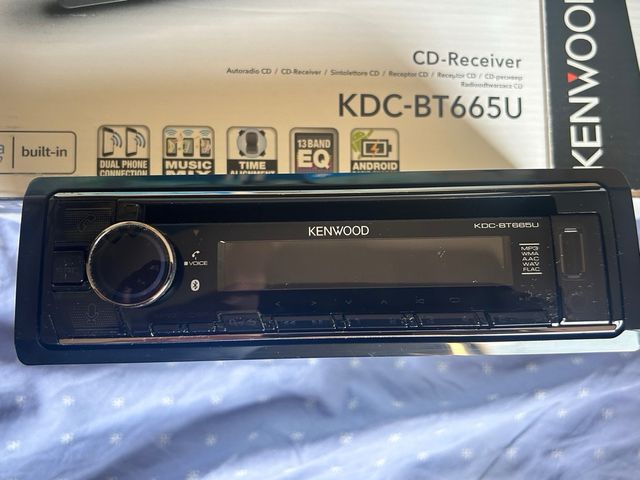 CD-Receiver
Autoradio CD / CD-Receiver / Sintolettore CD / Receptor CD / Receptor CD / CD-ресивер
Radioodtwarzacz CD
KDC-BT665U
KENWOOD
built-in
DUAL PHONE
CONNECTION
MUSIC
MIX
TIME
ALIGNMENT
13 BAND
EQ
ANDROID
KENWOOD
KDC-BT665U
VOICE
MP3
WMA
AAC
WAV
FLAC